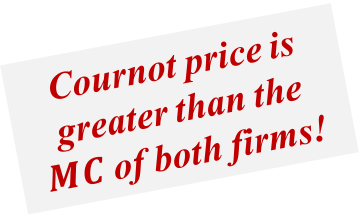 Cournot price is
greater than the
MC of both firms!